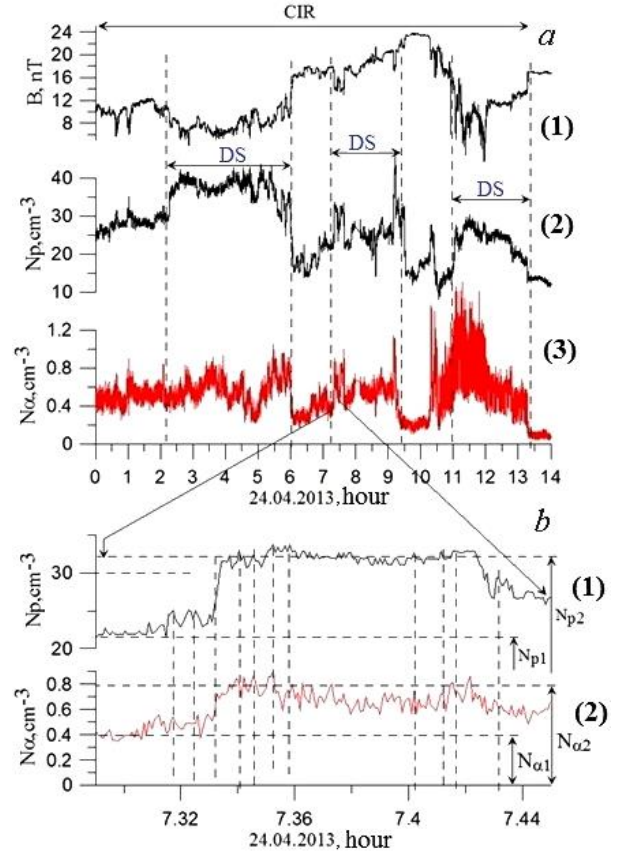 CIR
a
24
20
16
12
8
B, nT
(1)
DS
DS
DS
40
30
20
10
Np,cm-3
(2)
1.2
0.8
0.4
0
Nα,cm-3
(3)
0 1 2 3 4 5 6 7 8 9 10 11 12 13 14
24.04.2013, hour
b
30
20
Np,cm-3
(1)
Np2
Np1
0.8
0.6
0.4
0.2
0
Nα,cm-3
(2)
Nα2
Nα1
7.32 7.36 7.4 7.44
24.04.2013, hour